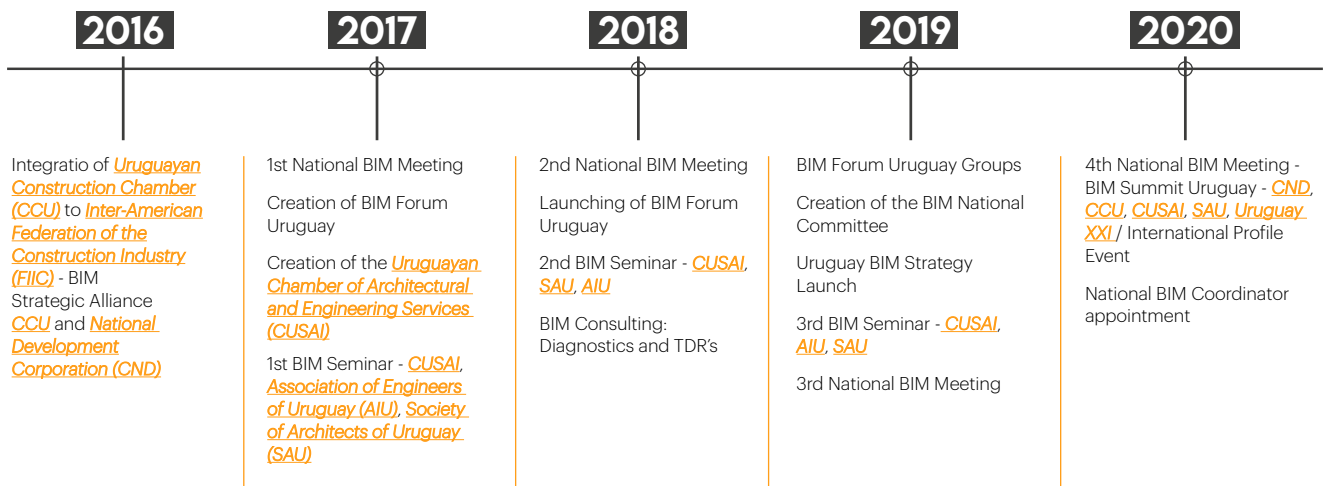 2016
Integratio of Uruguayan
Construction Chamber
(CCU) to Inter-American
Federation of the
Construction Industry
(FIIC) - BIM
Strategic Alliance
CCU and National
Development
Corporation (CND)
2017
1st National BIM Meeting
Creation of BIM Forum
Uruguay
Creation of the Uruguayan
Chamber of Architectural
and Engineering Services
(CUSAI)
1st BIM Seminar - CUSAI,
Association of Engineers
of Uruguay (AIU), Society
of Architects of Uruguay
(SAU)
2018
2nd National BIM Meeting
Launching of BIM Forum
Uruguay
2nd BIM Seminar - CUSAI,
SAU, AIU
BIM Consulting:
Diagnostics and TDR's
2019
BIM Forum Uruguay Groups
Creation of the BIM National
Committee
Uruguay BIM Strategy
Launch
3rd BIM Seminar - CUSAI,
AIU, SAU
3rd National BIM Meeting
2020
4th National BIM Meeting -
BIM Summit Uruguay - CND,
CCU, CUSAI, SAU, Uruguay
XXI / International Profile
Event
National BIM Coordinator
appointment